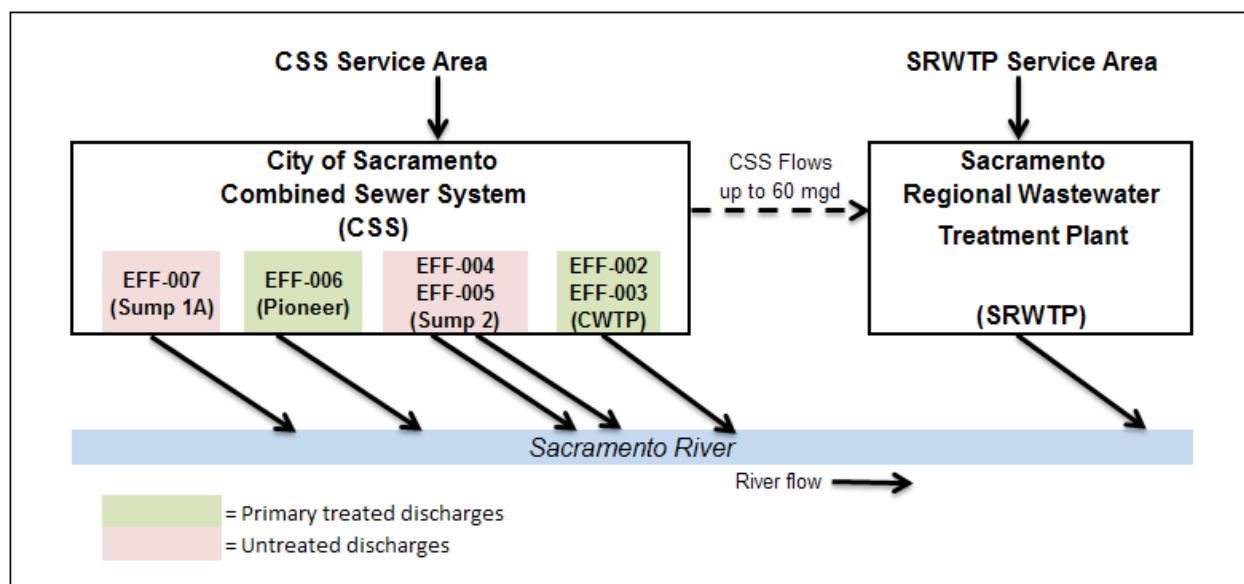 CSS Service Area
SRWTP Service Area
City of Sacramento
Combined Sewer System
(CSS)
EFF-007
(Sump 1A)
EFF-006
(Pioneer)
EFF-004
EFF-005
(Sump 2)
EFF-002
EFF-003
(CWTP)
CSS Flows
up to 60 mgd
Sacramento
Regional Wastewater
Treatment Plant
(SRWTP)
Sacramento River
River flow
= Primary treated discharges
= Untreated discharges